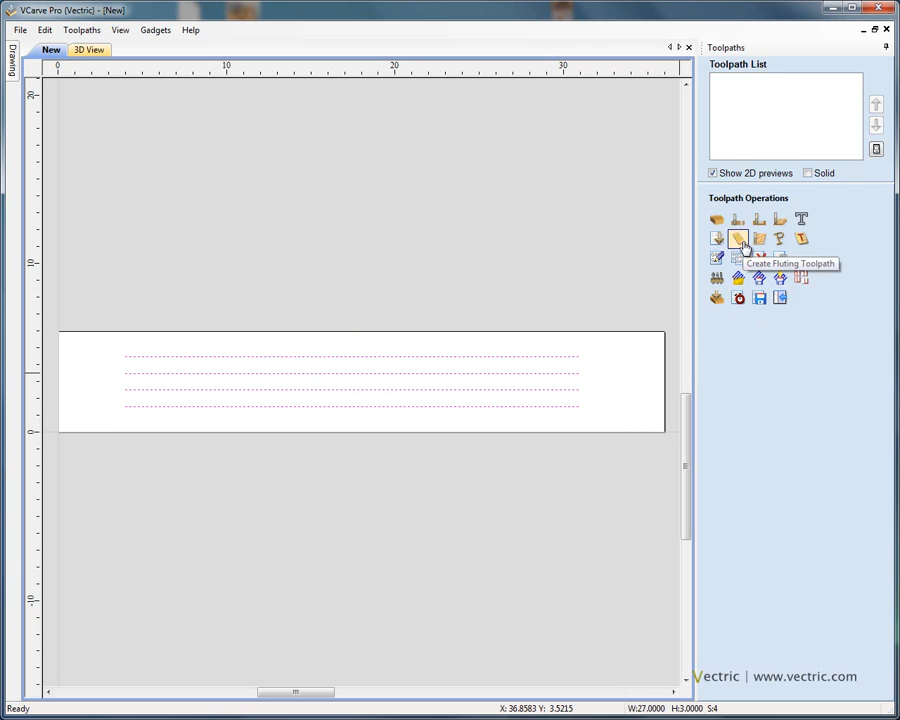 VCarve Pro {Vectric} - [New]
File Edit Toolpaths View Gadgets Help
Drawing
New 3D View
0 10 20 30
20
10
0
-10
Toolpaths
Toolpath List
Show 2D previews Solid
Toolpath Operations
Create Fluting Toolpath
Vectric | www.vectric.com
Ready
X: 36.8583 Y: 3.5215
W:27.0000 H:3.0000 S:4